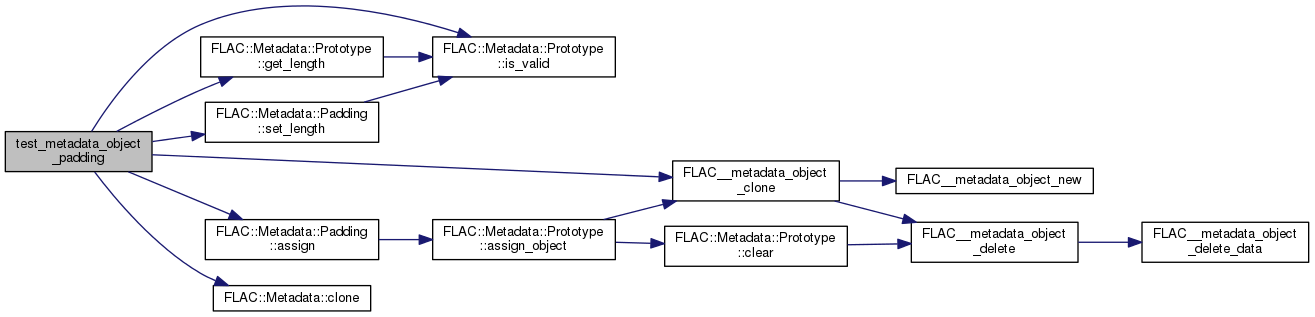 test_metadata_object
_padding
FLAC::Metadata::Prototype
::get_length
FLAC::Metadata::Prototype
::is_valid
FLAC::Metadata::Padding
::set_length
FLAC__metadata_object
_clone
FLAC__metadata_object_new
FLAC::Metadata::Padding
::assign
FLAC::Metadata::Prototype
::assign_object
FLAC::Metadata::Prototype
::clear
FLAC__metadata_object
_delete
FLAC__metadata_object
_delete_data
FLAC::Metadata::clone